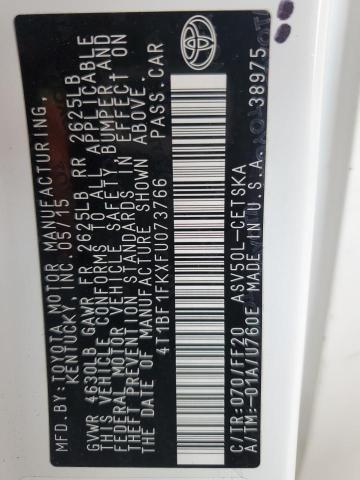 MFD.BY:TOYOTA MOTOR MANUFACTURING,
KENTUCKY, INC. 05/15
GVWR 4630LB GAWR FR 2625LB RR 2625LB
THIS VEHICLE CONFORMS TO ALL APPLICABLE
FEDERAL MOTOR VEHICLE SAFETY, BUMPER AND
THEFT PREVENTION STANDARDS IN EFFECT ON
THE DATE OF MANUFACTURE SHOWN ABOVE.
4T1BF1FKXFU073766 PASS.CAR
C/TR:070/FF20 ASV50L-CETSKA
A/TM:-01A/U760E MADE IN U.S.A. 38975